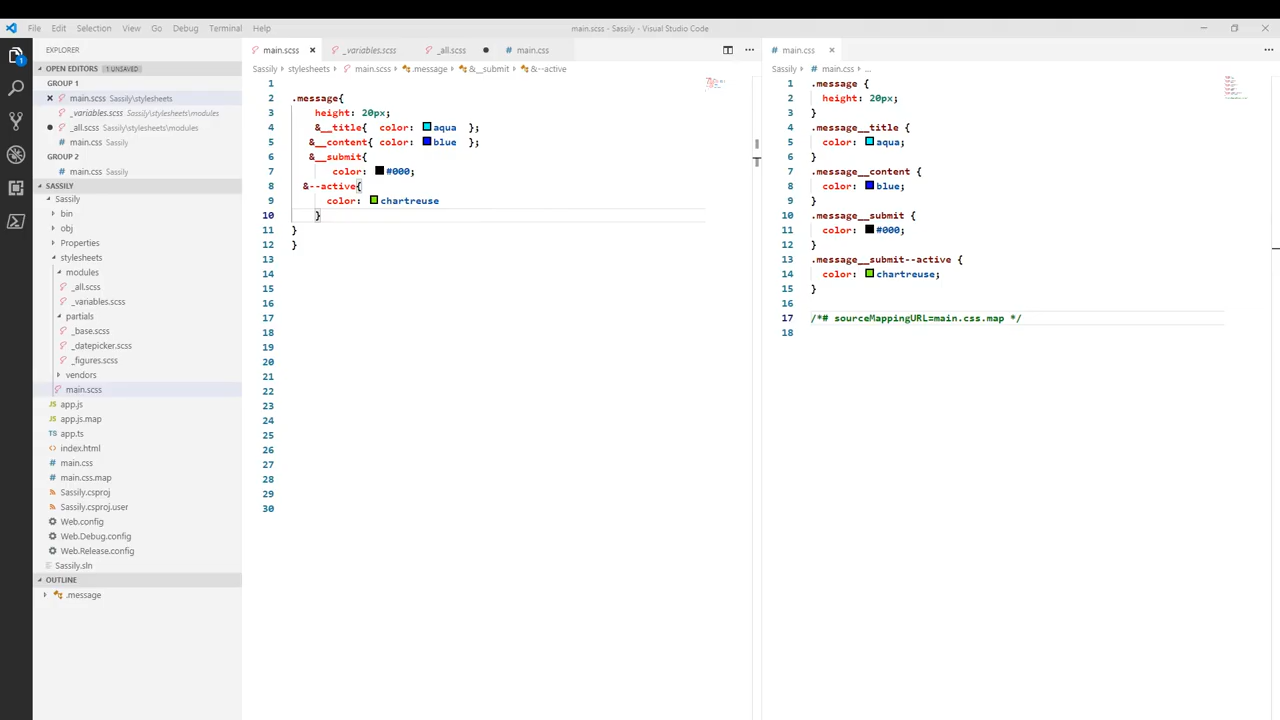 File Edit Selection View Go Debug Terminal Help
main.scss - Sassily - Visual Studio Code
EXPLORER
OPEN EDITORS 1 UNSAVED
GROUP 1
main.scss Sassily\stylesheets
_variables.scss Sassily\stylesheets\modules
_all.scss Sassily\stylesheets\modules
main.css Sassily
GROUP 2
main.css Sassily
SASSILY
Sassily
bin
obj
Properties
stylesheets
modules
_all.scss
_variables.scss
partials
_base.scss
_datepicker.scss
_figures.scss
vendors
main.scss
app.js
app.js.map
app.ts
index.html
main.css
main.css.map
Sassily.csproj
Sassily.csproj.user
Web.config
Web.Debug.config
Web.Release.config
Sassily.sln
OUTLINE
.message
main.scss _variables.scss _all.scss main.css
Sassily stylesheets main.scss .message &__submit &--active
1
2 .message{
3 height: 20px;
4 &__title{ color: aqua };
5 &__content{ color: blue };
6 &__submit{
7 color: #000;
8 &--active{
9 color: chartreuse
10 }
11 }
12 }
13
14
15
16
17
18
19
20
21
22
23
24
25
26
27
28
29
30
main.css
Sassily main.css ...
1 .message {
2 height: 20px;
3 }
4 .message__title {
5 color: aqua;
6 }
7 .message__content {
8 color: blue;
9 }
10 .message__submit {
11 color: #000;
12 }
13 .message__submit--active {
14 color: chartreuse;
15 }
16
17 /*# sourceMappingURL=main.css.map */
18